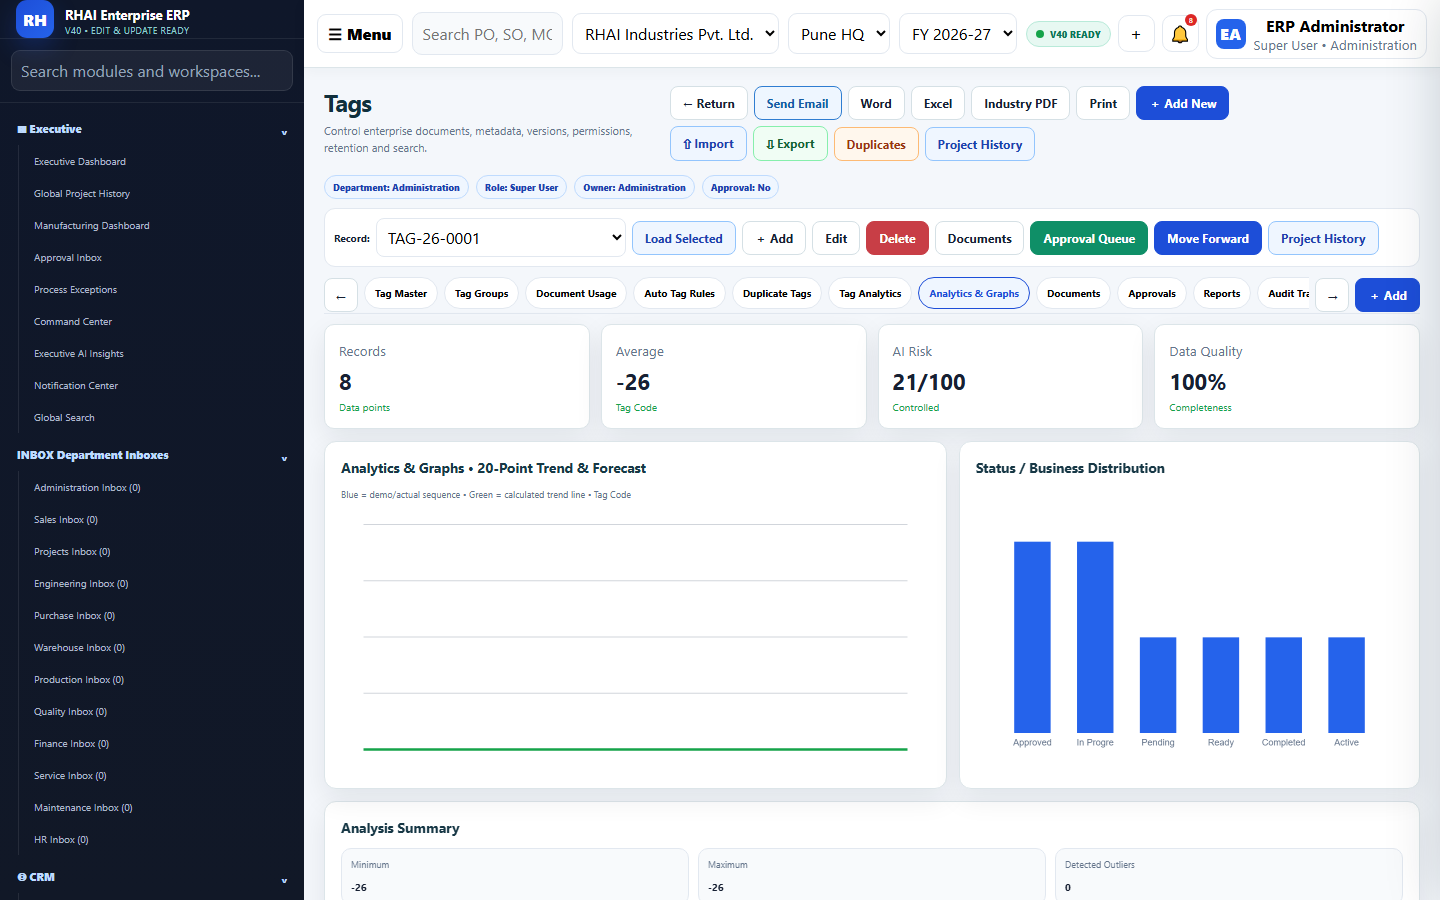 RH
RHAI Enterprise ERP
V40 • EDIT & UPDATE READY
Search modules and workspaces...
Executive
Executive Dashboard
Global Project History
Manufacturing Dashboard
Approval Inbox
Process Exceptions
Command Center
Executive AI Insights
Notification Center
Global Search
INBOX Department Inboxes
Administration Inbox (0)
Sales Inbox (0)
Projects Inbox (0)
Engineering Inbox (0)
Purchase Inbox (0)
Warehouse Inbox (0)
Production Inbox (0)
Quality Inbox (0)
Finance Inbox (0)
Service Inbox (0)
Maintenance Inbox (0)
HR Inbox (0)
CRM
☰ Menu
Search PO, SO, MO
RHAI Industries Pvt. Ltd.
Pune HQ
FY 2026-27
V40 READY
+
8
EA
ERP Administrator
Super User • Administration
Tags
Control enterprise documents, metadata, versions, permissions,
retention and search.
← Return
Send Email
Word
Excel
Industry PDF
Print
+ Add New
⇧ Import
⇩ Export
Duplicates
Project History
Department: Administration
Role: Super User
Owner: Administration
Approval: No
Record:
TAG-26-0001
Load Selected
+ Add
Edit
Delete
Documents
Approval Queue
Move Forward
Project History
←
Tag Master
Tag Groups
Document Usage
Auto Tag Rules
Duplicate Tags
Tag Analytics
Analytics & Graphs
Documents
Approvals
Reports
Audit Tra
→
+ Add
Records
8
Data points
Average
-26
Tag Code
AI Risk
21/100
Controlled
Data Quality
100%
Completeness
Analytics & Graphs • 20-Point Trend & Forecast
Blue = demo/actual sequence • Green = calculated trend line • Tag Code
Status / Business Distribution
Approved
In Progre
Pending
Ready
Completed
Active
Analysis Summary
Minimum
-26
Maximum
-26
Detected Outliers
0